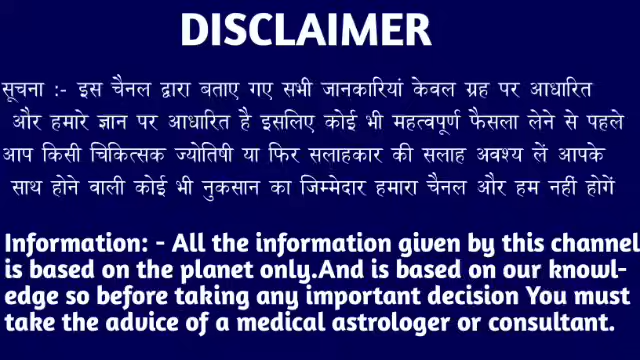 DISCLAIMER
सूचना :- इस चैनल द्वारा बताए गए सभी जानकारियां केवल ग्रह पर आधारित
और हमारे ज्ञान पर आधारित है इसलिए कोई भी महत्वपूर्ण फैसला लेने से पहले
आप किसी चिकित्सक ज्योतिषी या फिर सलाहकार की सलाह अवश्य लें आपके
साथ होने वाली कोई भी नुकसान का जिम्मेदार हमारा चैनल और हम नहीं होगें
Information: - All the information given by this channel
is based on the planet only.And is based on our knowl-
edge so before taking any important decision You must
take the advice of a medical astrologer or consultant.